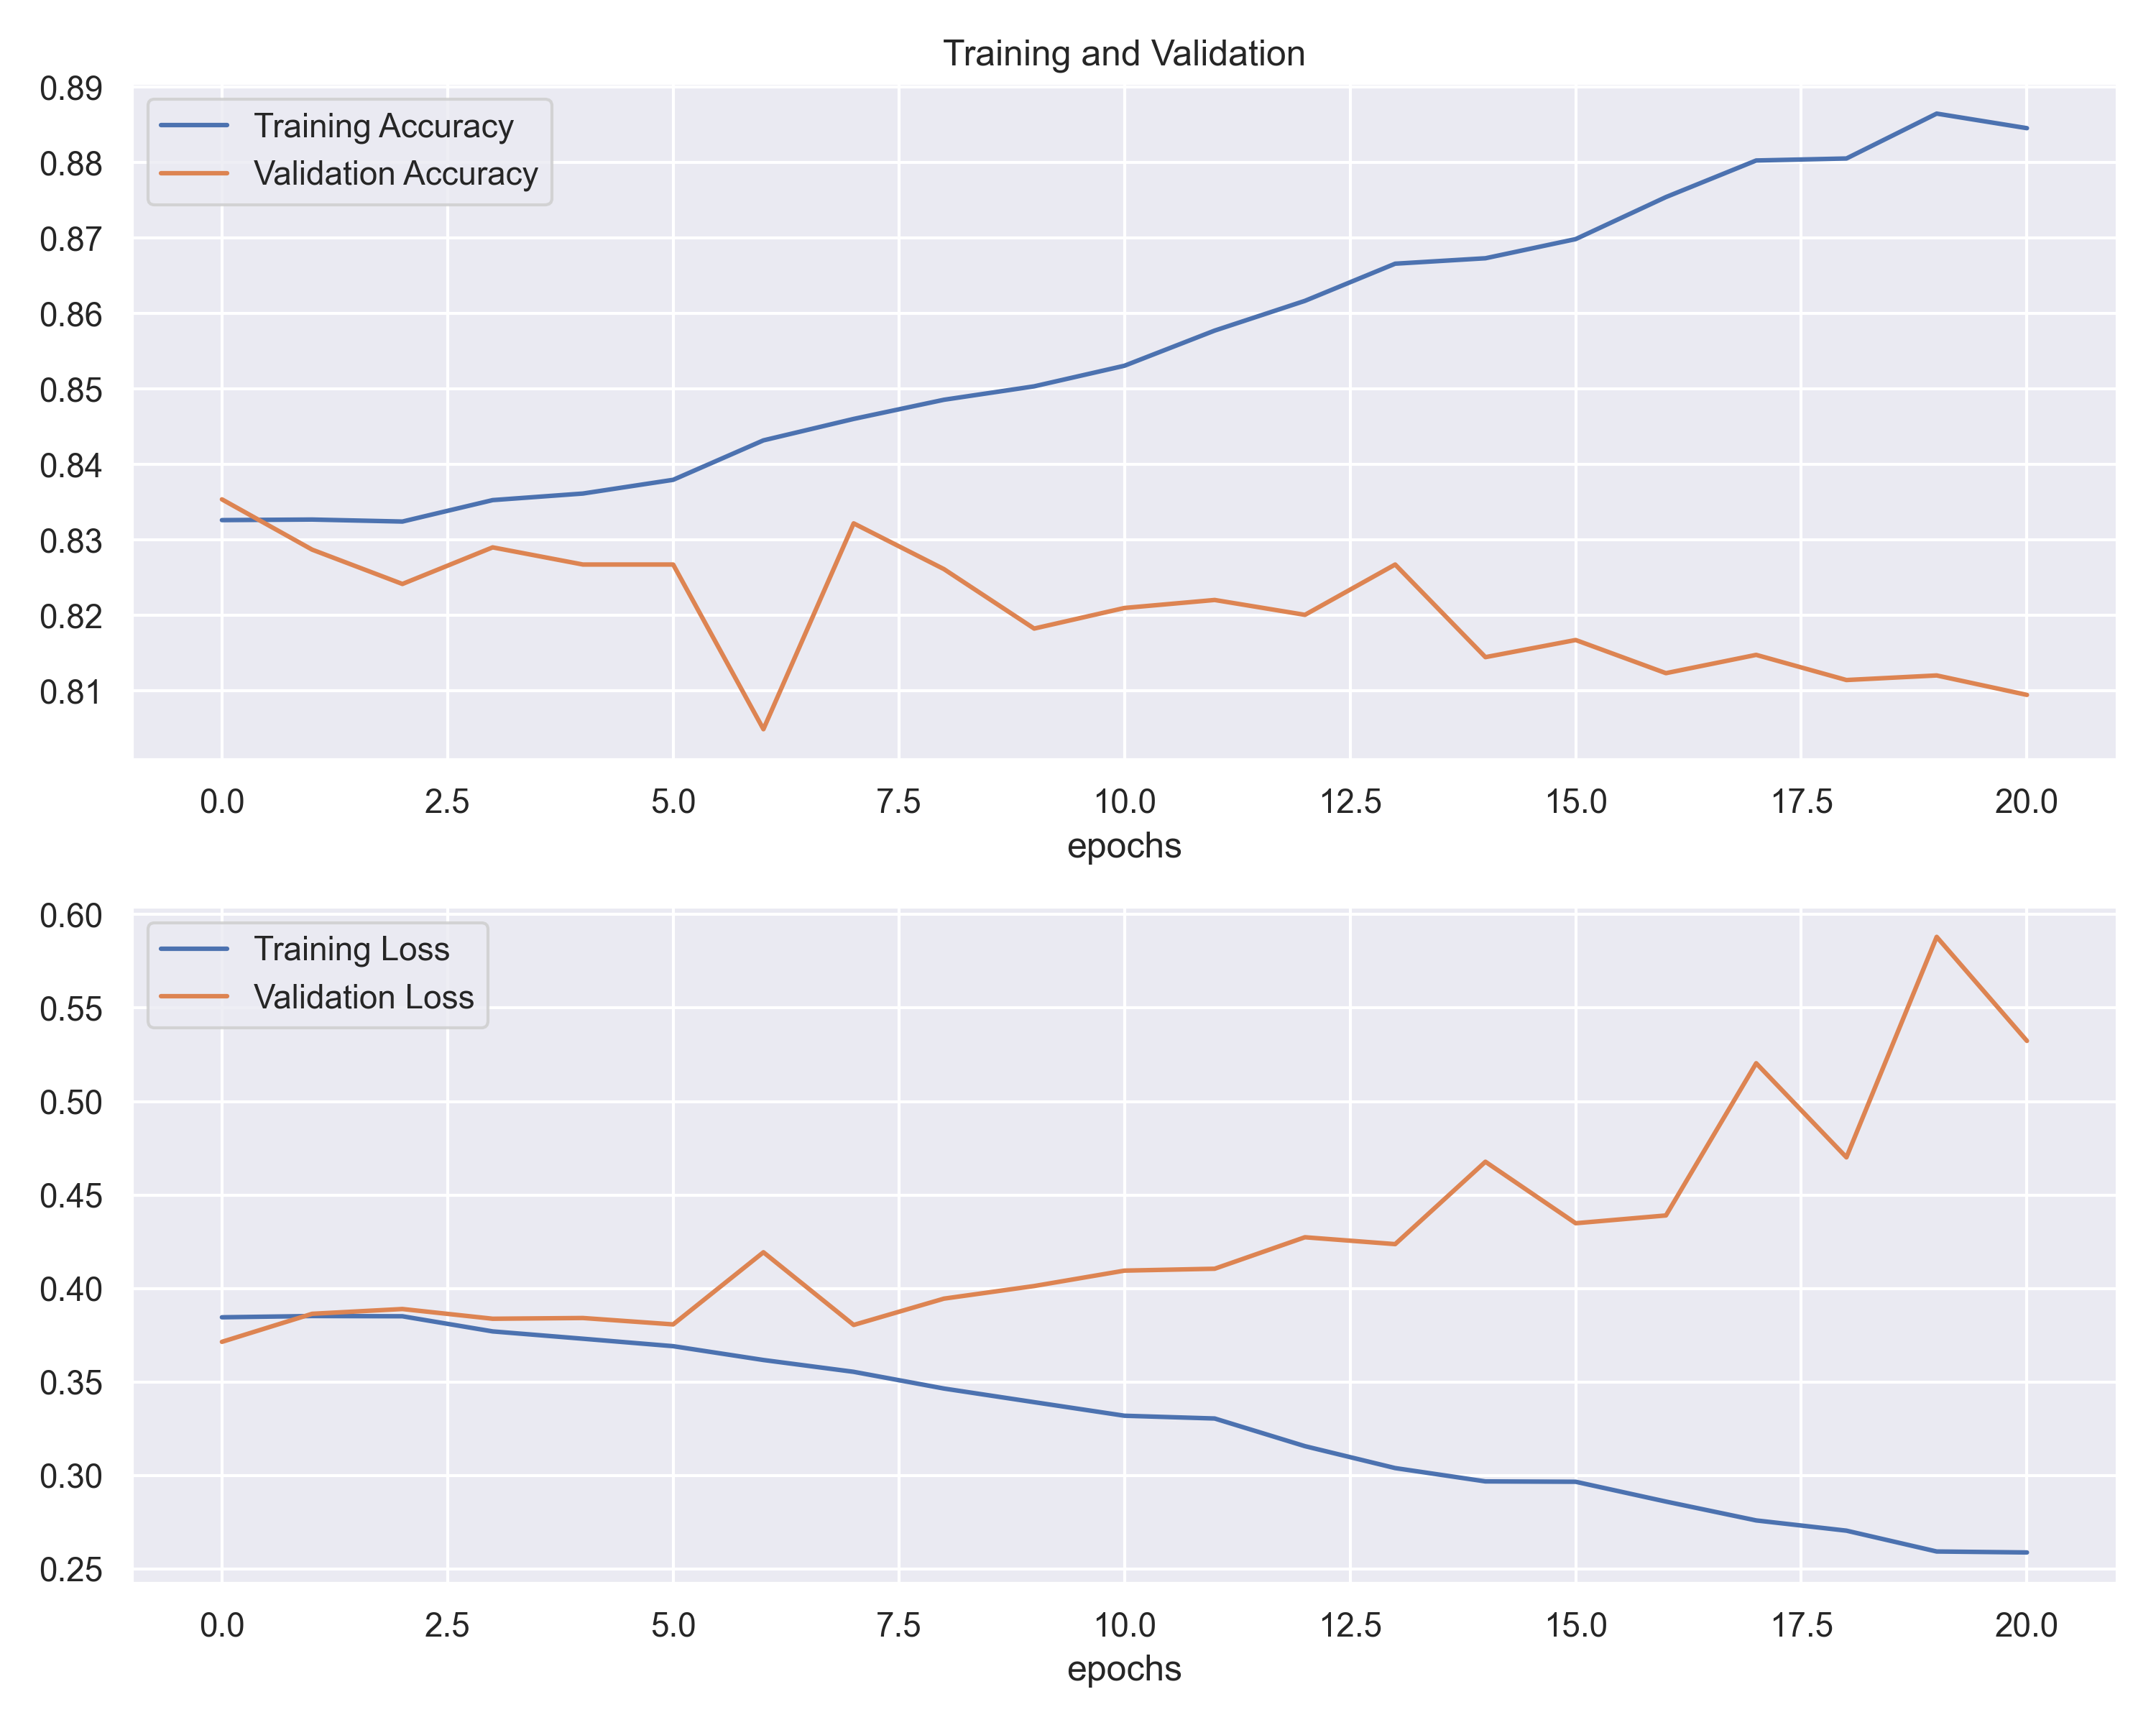 Training and Validation
0.89
Training Accuracy
Validation Accuracy
0.88
0.87
0.86
0.85
0.84
0.83
0.82
0.81
0.0 2.5 5.0 7.5 10.0 12.5 15.0 17.5 20.0
epochs
0.60
Training Loss
Validation Loss
0.55
0.50
0.45
0.40
0.35
0.30
0.25
0.0 2.5 5.0 7.5 10.0 12.5 15.0 17.5 20.0
epochs